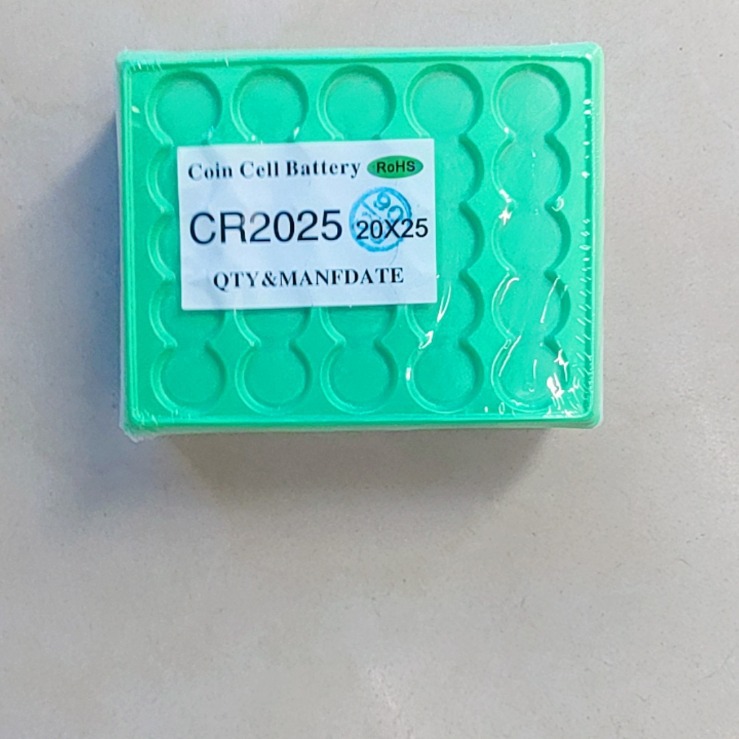 Coin Cell Battery RoHS
CR2025 20X25
QTY&MANFDATE